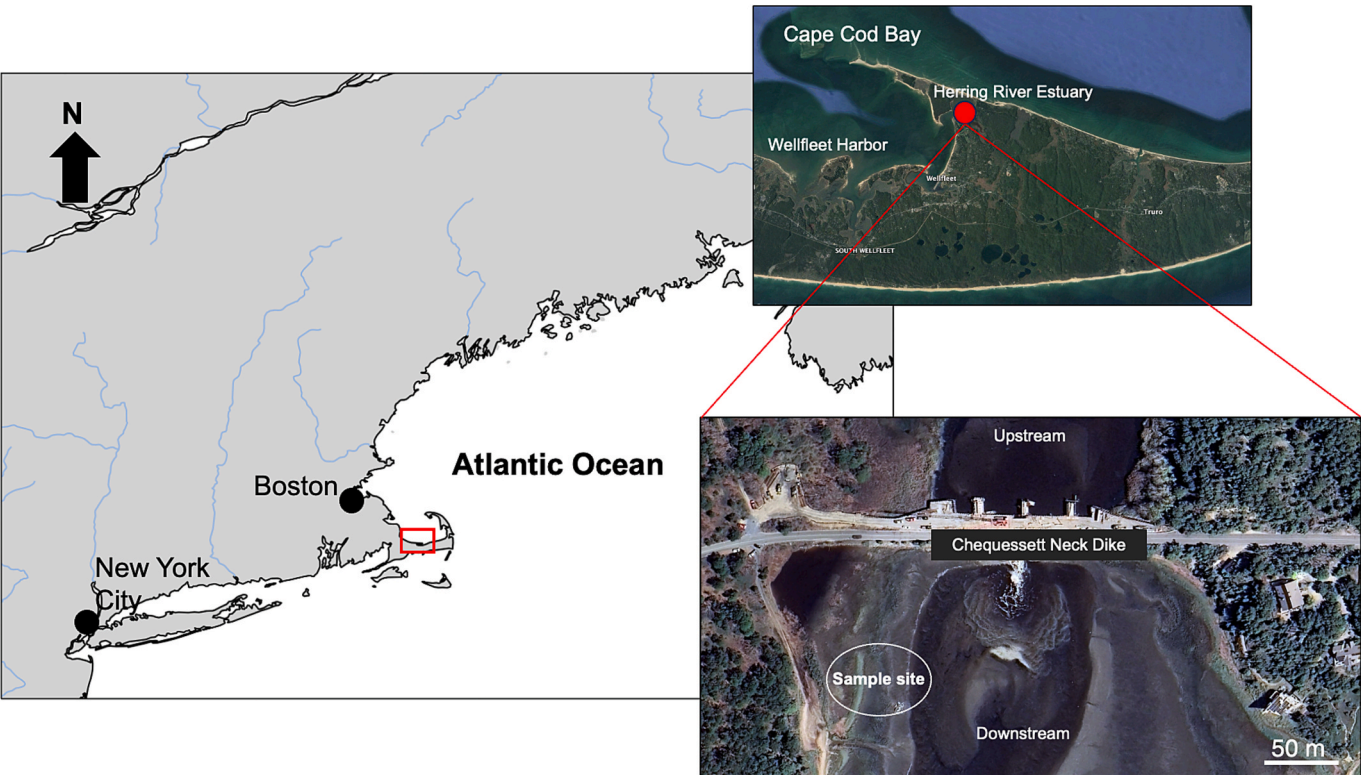 Cape Cod Bay
Herring River Estuary
Wellfleet Harbor
Wellfleet
Truro
SOUTH WELLFLEET
N
Boston
Atlantic Ocean
New York
City
Upstream
Chequessett Neck Dike
Sample site
Downstream
50 m